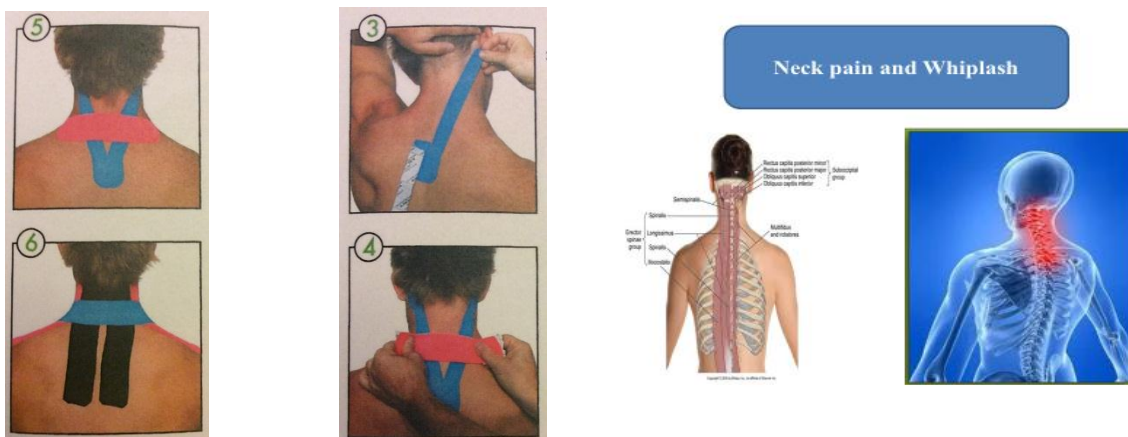 5
3
Neck pain and Whiplash
Rectus capitis posterior minor
Rectus capitis posterior major
Obliquus capitis superior
Obliquus capitis inferior
Suboccipital
group
Semispinalis
Spinalis
Erector
spinae
group
Longissimus
Spinalis
Iliocostalis
Multifidus
and rotatores
6
4